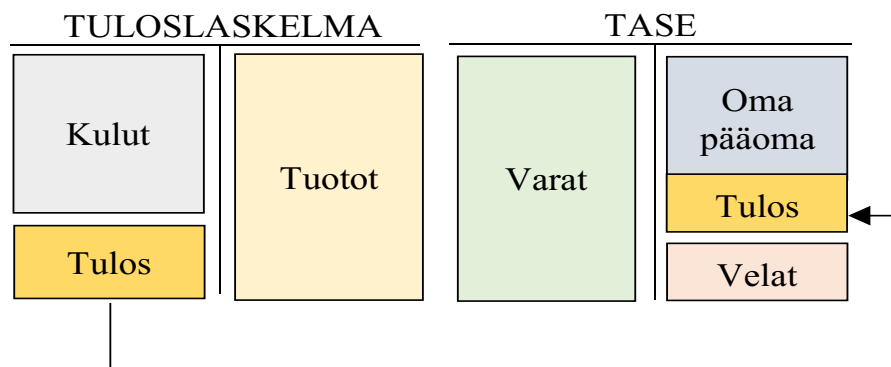 TULOSLASKELMA
TASE
Kulut
Tuotot
Tulos
Varat
Oma
pääoma
Tulos
Velat